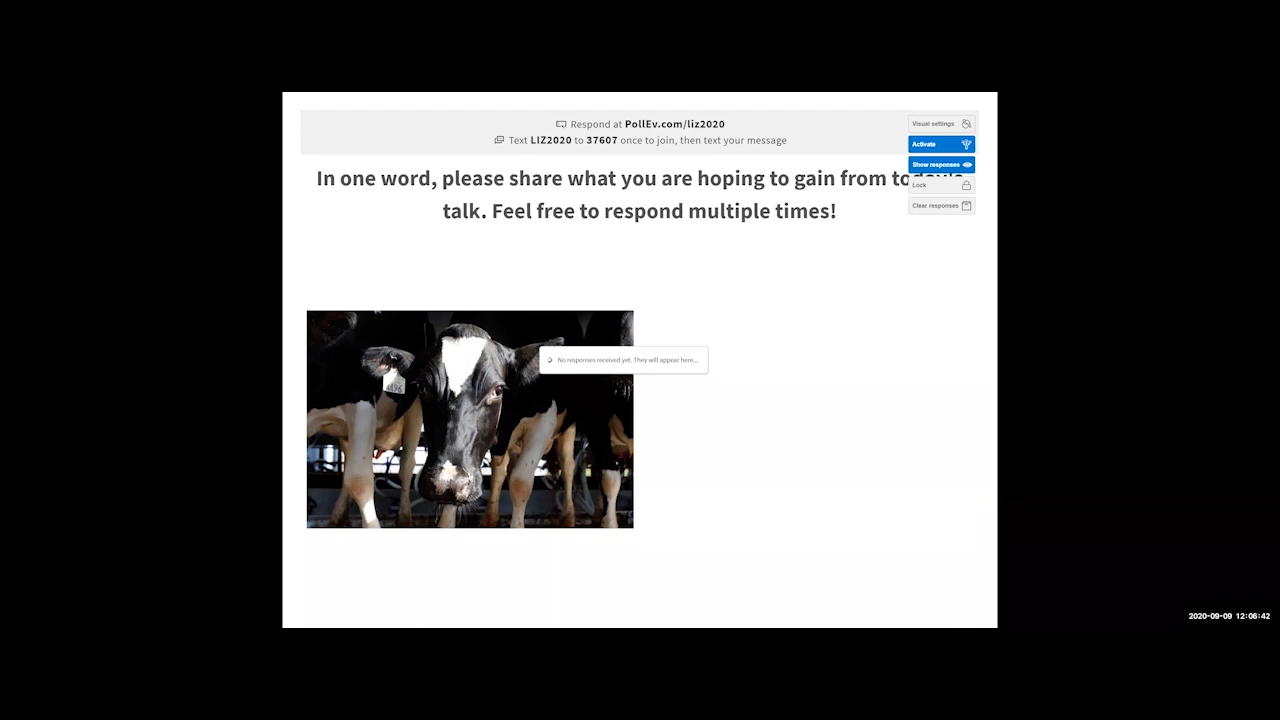 Respond at PollEv.com/liz2020
Text LIZ2020 to 37607 once to join, then text your message
Visual settings
Activate
Show responses
Lock
Clear responses
In one word, please share what you are hoping to gain from today's
talk. Feel free to respond multiple times!
No responses received yet. They will appear here...
2020-09-09 12:06:42